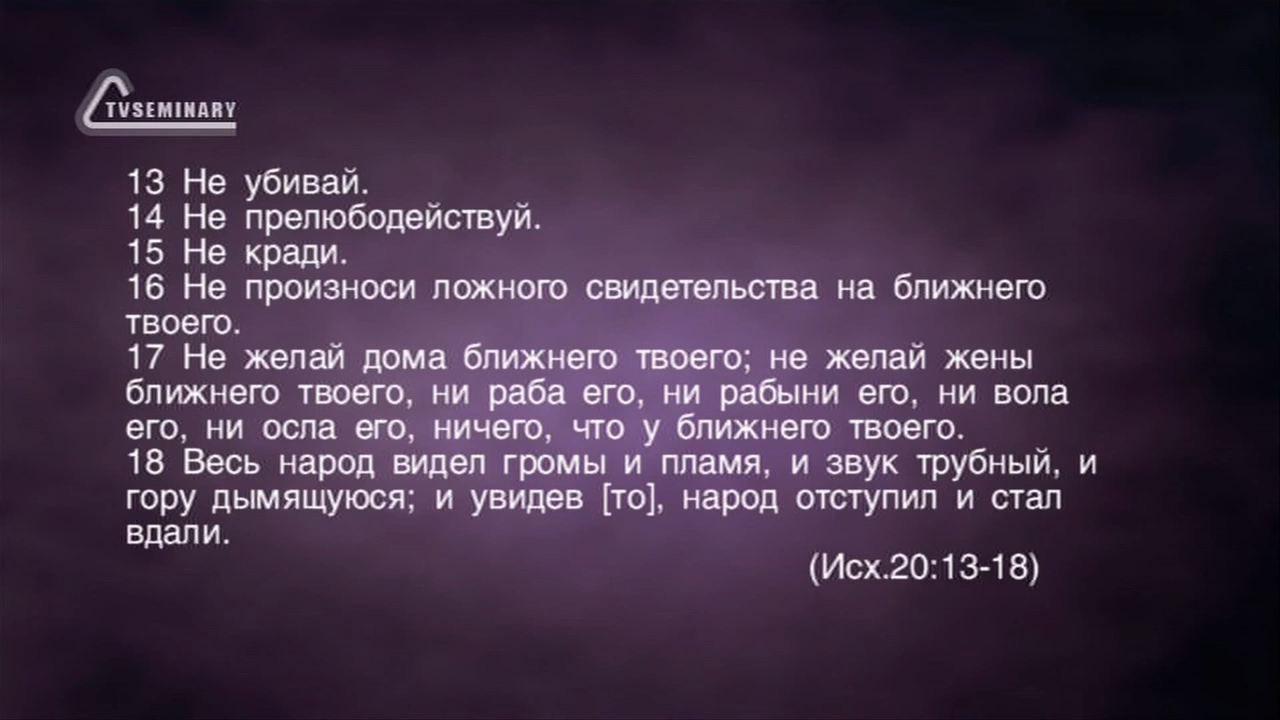 TVSEMINARY
13 Не убивай.
14 Не прелюбодействуй.
15 Не кради.
16 Не произноси ложного свидетельства на ближнего
твоего.
17 Не желай дома ближнего твоего; не желай жены
ближнего твоего, ни раба его, ни рабыни его, ни вола
его, ни осла его, ничего, что у ближнего твоего.
18 Весь народ видел громы и пламя, и звук трубный, и
гору дымящуюся; и увидев [то], народ отступил и стал
вдали.
(Исх.20:13-18)